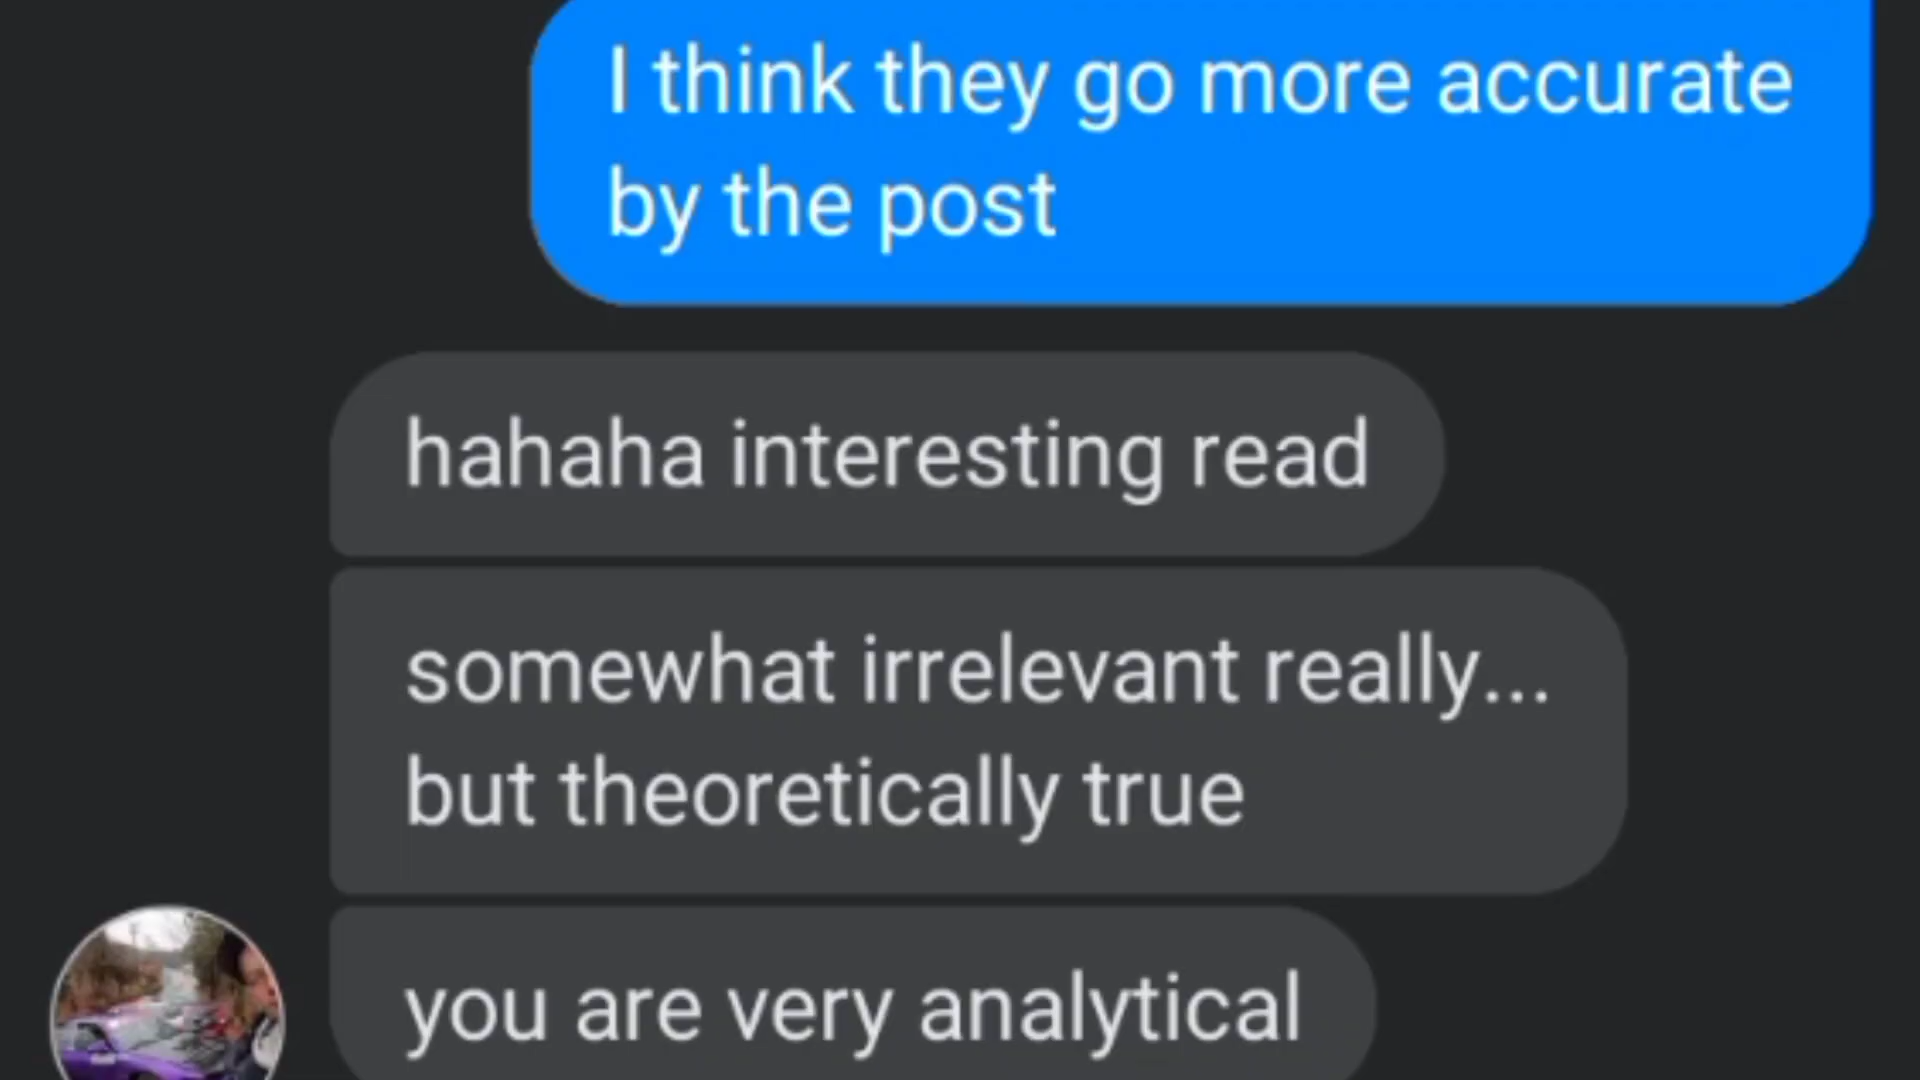 I think they go more accurate
by the post
hahaha interesting read
somewhat irrelevant really...
but theoretically true
you are very analytical